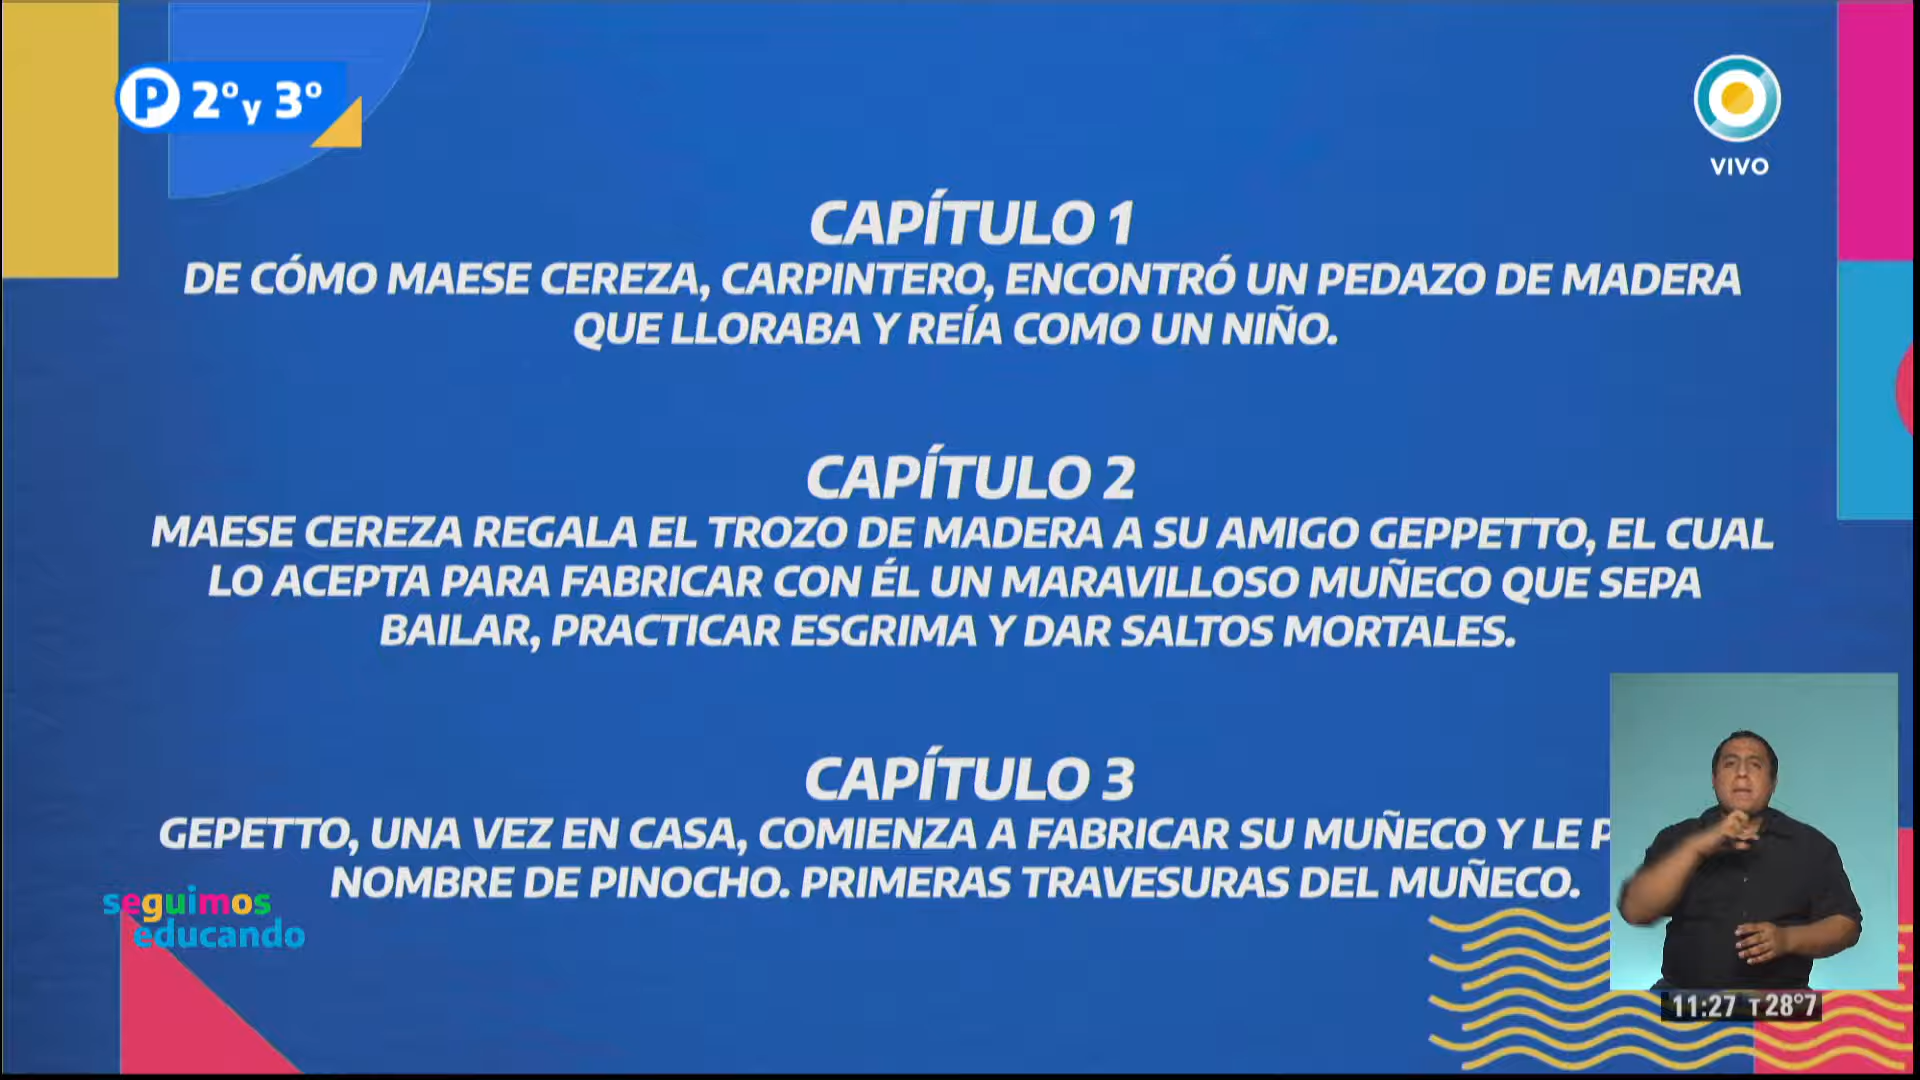 P 2º y 3º
VIVO
CAPÍTULO 1
DE CÓMO MAESE CEREZA, CARPINTERO, ENCONTRÓ UN PEDAZO DE MADERA
QUE LLORABA Y REÍA COMO UN NIÑO.
CAPÍTULO 2
MAESE CEREZA REGALA EL TROZO DE MADERA A SU AMIGO GEPPETTO, EL CUAL
LO ACEPTA PARA FABRICAR CON ÉL UN MARAVILLOSO MUÑECO QUE SEPA
BAILAR, PRACTICAR ESGRIMA Y DAR SALTOS MORTALES.
CAPÍTULO 3
GEPETTO, UNA VEZ EN CASA, COMIENZA A FABRICAR SU MUÑECO Y LE
NOMBRE DE PINOCHO. PRIMERAS TRAVESURAS DEL MUÑECO.
seguimos
educando
11:27 T 28°7